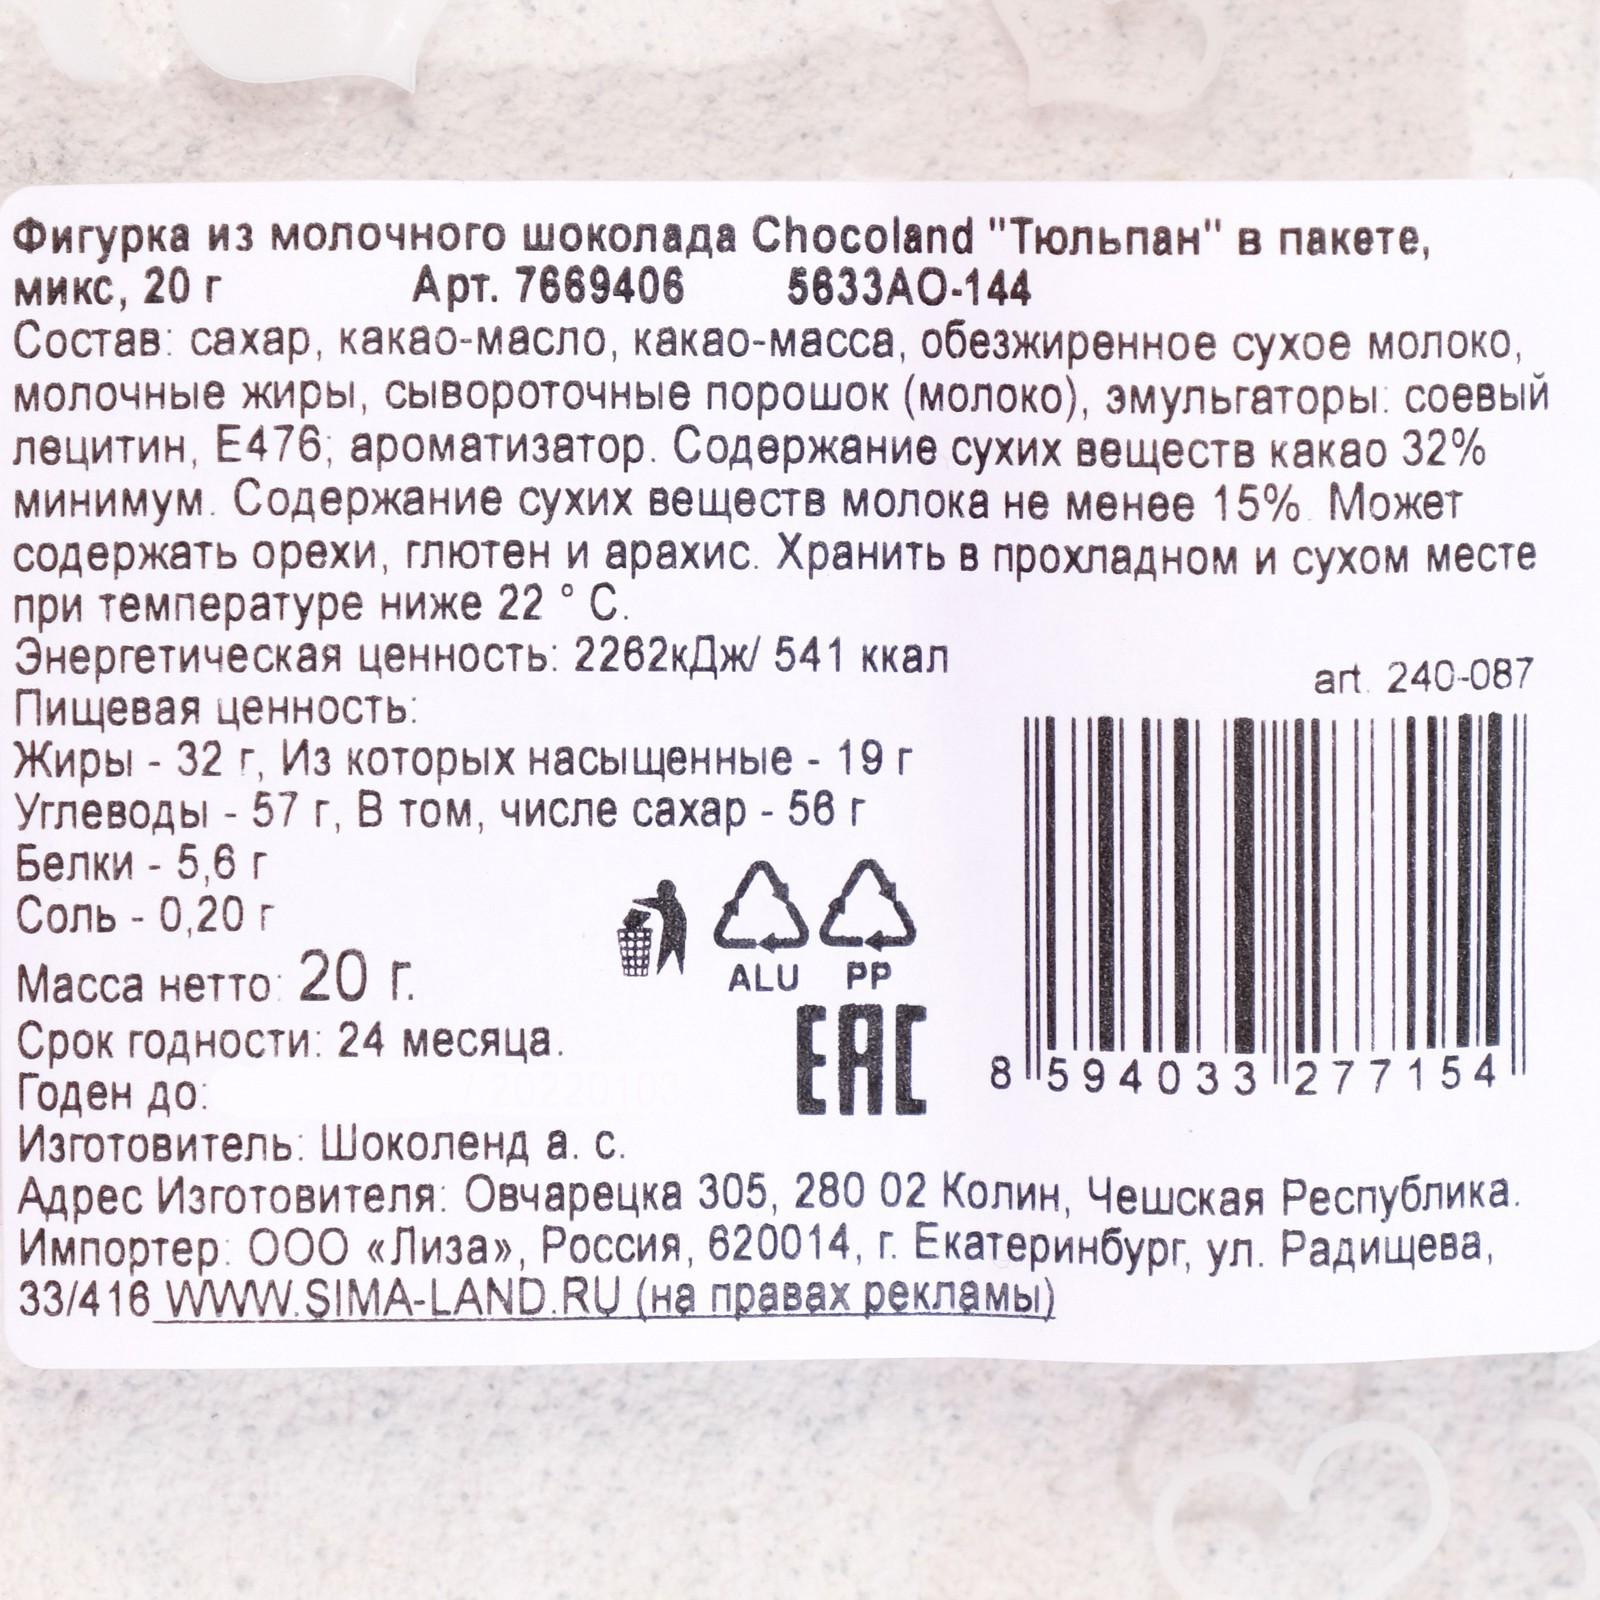 Фигурка из молочного шоколада Chocoland "Тюльпан" в пакете,
микс, 20 г Арт. 7669406 5633АО-144
Состав: сахар, какао-масло, какао-масса, обезжиренное сухое молоко,
молочные жиры, сывороточные порошок (молоко), эмульгаторы: соевый
лецитин, Е476; ароматизатор. Содержание сухих веществ какао 32%
минимум. Содержание сухих веществ молока не менее 15%. Может
содержать орехи, глютен и арахис. Хранить в прохладном и сухом месте
при температуре ниже 22 ° С.
Энергетическая ценность: 2262кДж/ 541 ккал
Пищевая ценность:
art. 240-087
Жиры - 32 г, Из которых насыщенные - 19 г
Углеводы - 57 г, В том, числе сахар - 56 г
Белки - 5,6 г
Соль - 0,20 г
ALU PP
Масса нетто: 20 г.
EAC
Срок годности: 24 месяца.
8 594033 277154
Годен до:
Изготовитель: Шоколенд а. с.
Адрес Изготовителя: Овчарецка 305, 280 02 Колин, Чешская Республика.
Импортер: ООО «Лиза», Россия, 620014, г. Екатеринбург, ул. Радищева,
33/416 WWW.SIMA-LAND.RU (на правах рекламы)